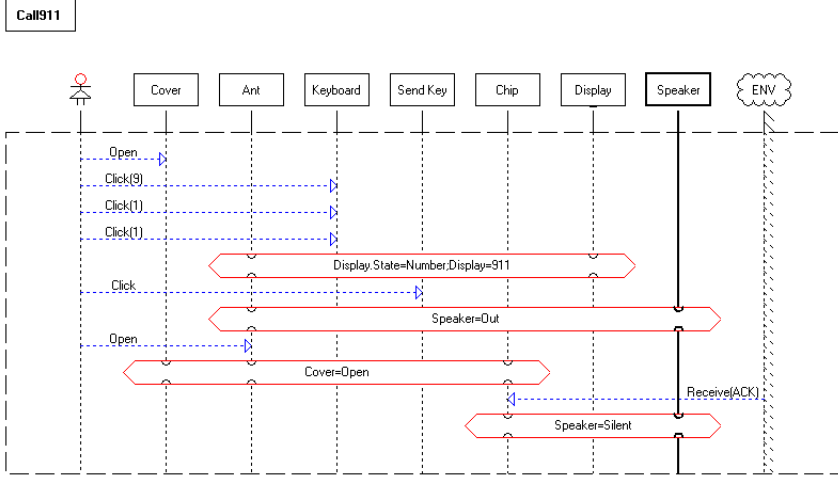 Call911
Cover Ant Keyboard Send Key Chip Display Speaker ENV
Open
Click(9)
Click(1)
Click(1)
Display.State=Number;Display=911
Click
Speaker=Out
Open
Cover=Open
Receive(ACK)
Speaker=Silent